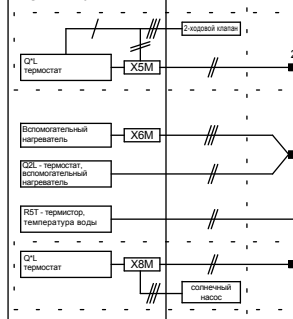 2-ходовой клапан
2
Q*L
термостат
X5M
Вспомогательный
нагреватель
X6M
Q2L - термостат,
вспомогательный
нагреватель
R5T - термистор,
температура воды
Q*L
термостат
X8M
солнечный
насос